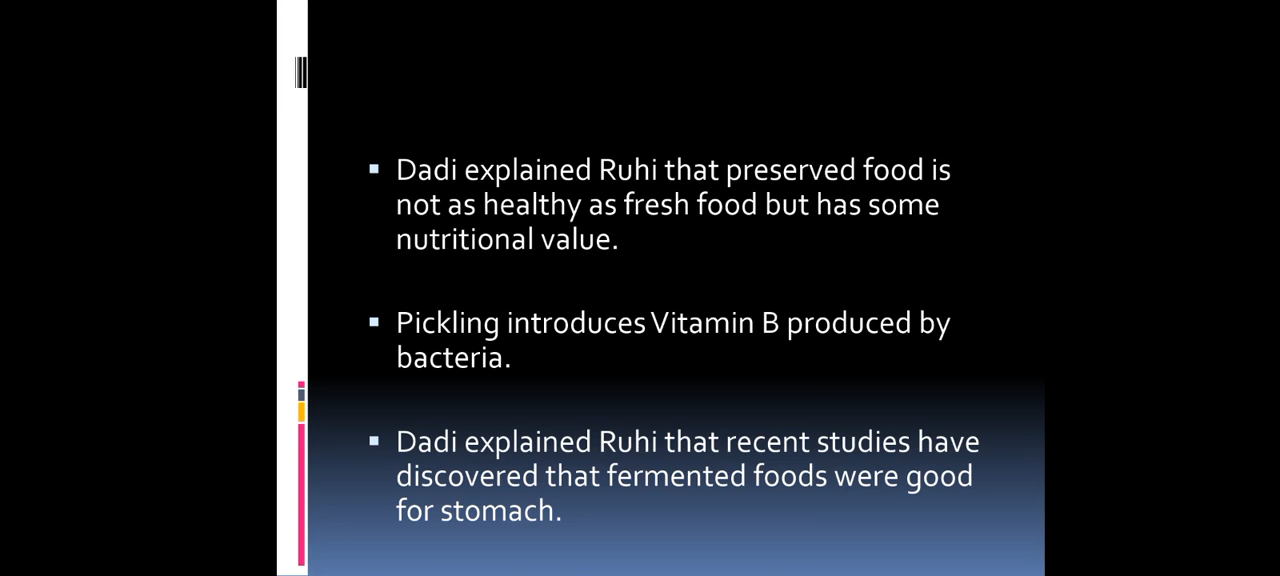 Dadi explained Ruhi that preserved food is
not as healthy as fresh food but has some
nutritional value.
Pickling introduces Vitamin B produced by
bacteria.
Dadi explained Ruhi that recent studies have
discovered that fermented foods were good
for stomach.